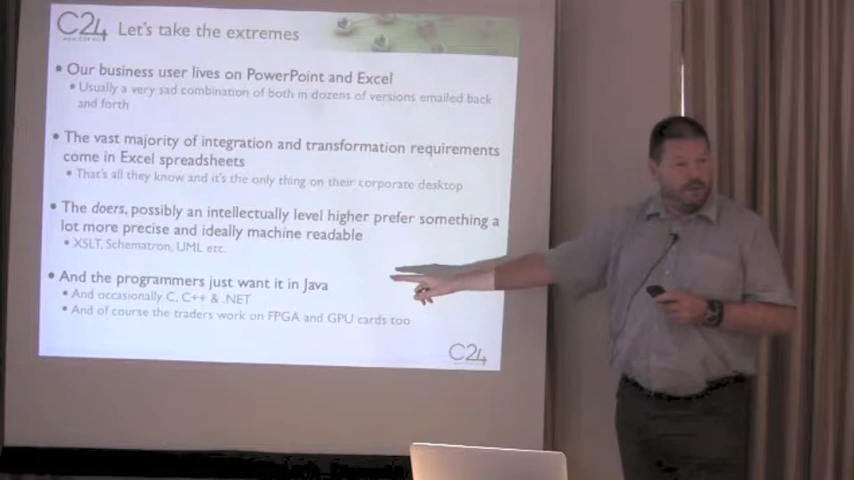 C24 Let's take the extremes
• Our business user lives on PowerPoint and Excel
• Usually a very sad combination of both in dozens of versions emailed back
and forth
• The vast majority of integration and transformation requirements
come in Excel spreadsheets
• That's all they know and it's the only thing on their corporate desktop
• The doers, possibly an intellectually level higher prefer something a
lot more precise and ideally machine readable
• XSLT, Schematron, UML etc.
• And the programmers just want it in Java
• And occasionally C, C++ & .NET
• And of course the traders work on FPGA and GPU cards too
C24